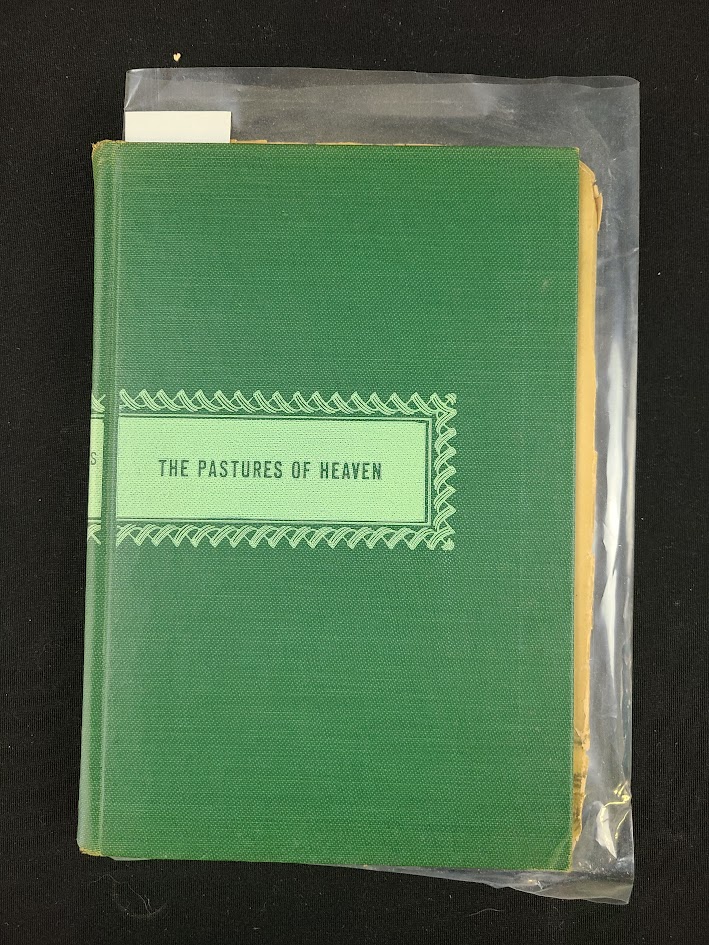 S
THE PASTURES OF HEAVEN